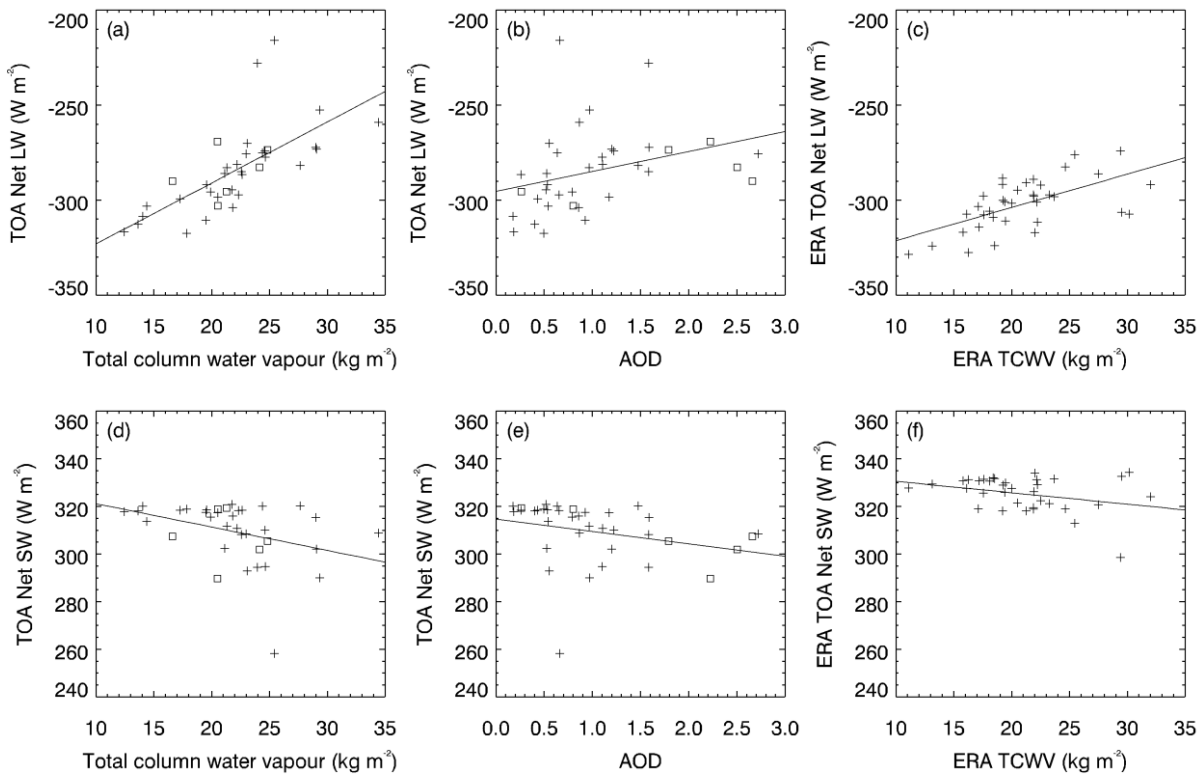 (a)
-200
-250
-300
-350
TOA Net LW (W m-2)
10 15 20 25 30 35
Total column water vapour (kg m-2)
(b)
-200
-250
-300
-350
TOA Net LW (W m-2)
0.0 0.5 1.0 1.5 2.0 2.5 3.0
AOD
(c)
-200
-250
-300
-350
ERA TOA Net LW (W m-2)
10 15 20 25 30 35
ERA TCWV (kg m-2)
(d)
360
340
320
300
280
260
240
TOA Net SW (W m-2)
10 15 20 25 30 35
Total column water vapour (kg m-2)
(e)
360
340
320
300
280
260
240
TOA Net SW (W m-2)
0.0 0.5 1.0 1.5 2.0 2.5 3.0
AOD
(f)
360
340
320
300
280
260
240
ERA TOA Net SW (W m-2)
10 15 20 25 30 35
ERA TCWV (kg m-2)